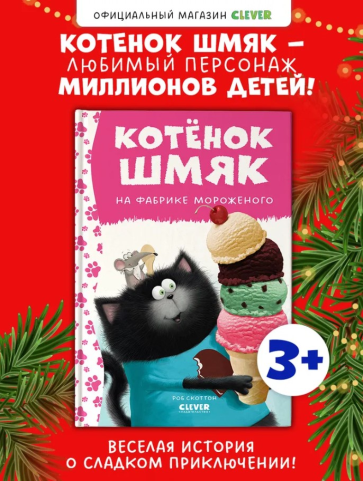 ОФИЦИАЛЬНЫЙ МАГАЗИН CLEVER
КОТЕНОК ШМЯК –
ЛЮБИМЫЙ ПЕРСОНАЖ
МИЛЛИОНОВ ДЕТЕЙ!
КОТЁНОК
ШМЯК
НА ФАБРИКЕ МОРОЖЕНОГО
3+
РОБ СКОТТОН
CLEVER
ВЕСЕЛАЯ ИСТОРИЯ
О СЛАДКОМ ПРИКЛЮЧЕНИИ!